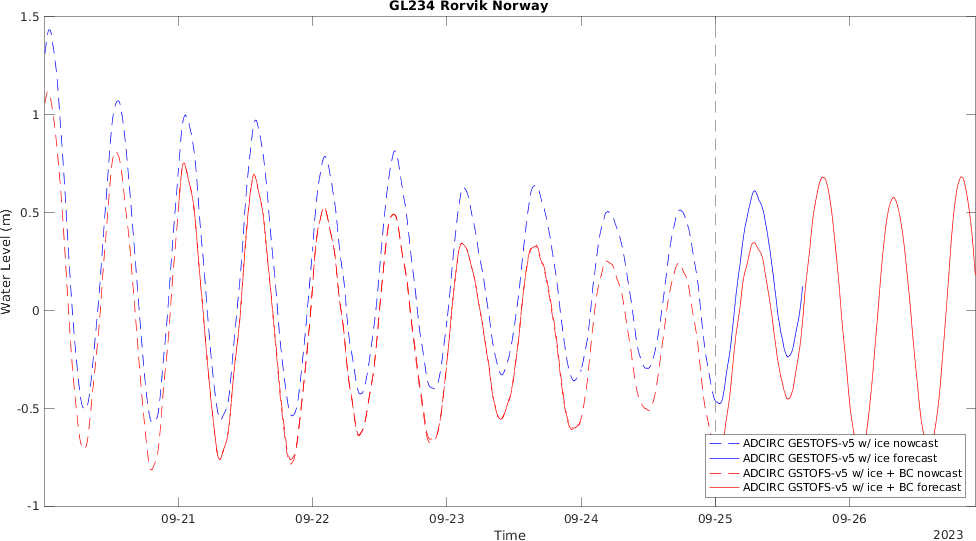 GL234 Rorvik Norway
1.5
1
0.5
0
-0.5
-1
Water Level (m)
09-21
09-22
09-23
09-24
09-25
09-26
Time
2023
ADCIRC GESTOFS-v5 w/ ice nowcast
ADCIRC GESTOFS-v5 w/ ice forecast
ADCIRC GSTOFS-v5 w/ ice + BC nowcast
ADCIRC GSTOFS-v5 w/ ice + BC forecast